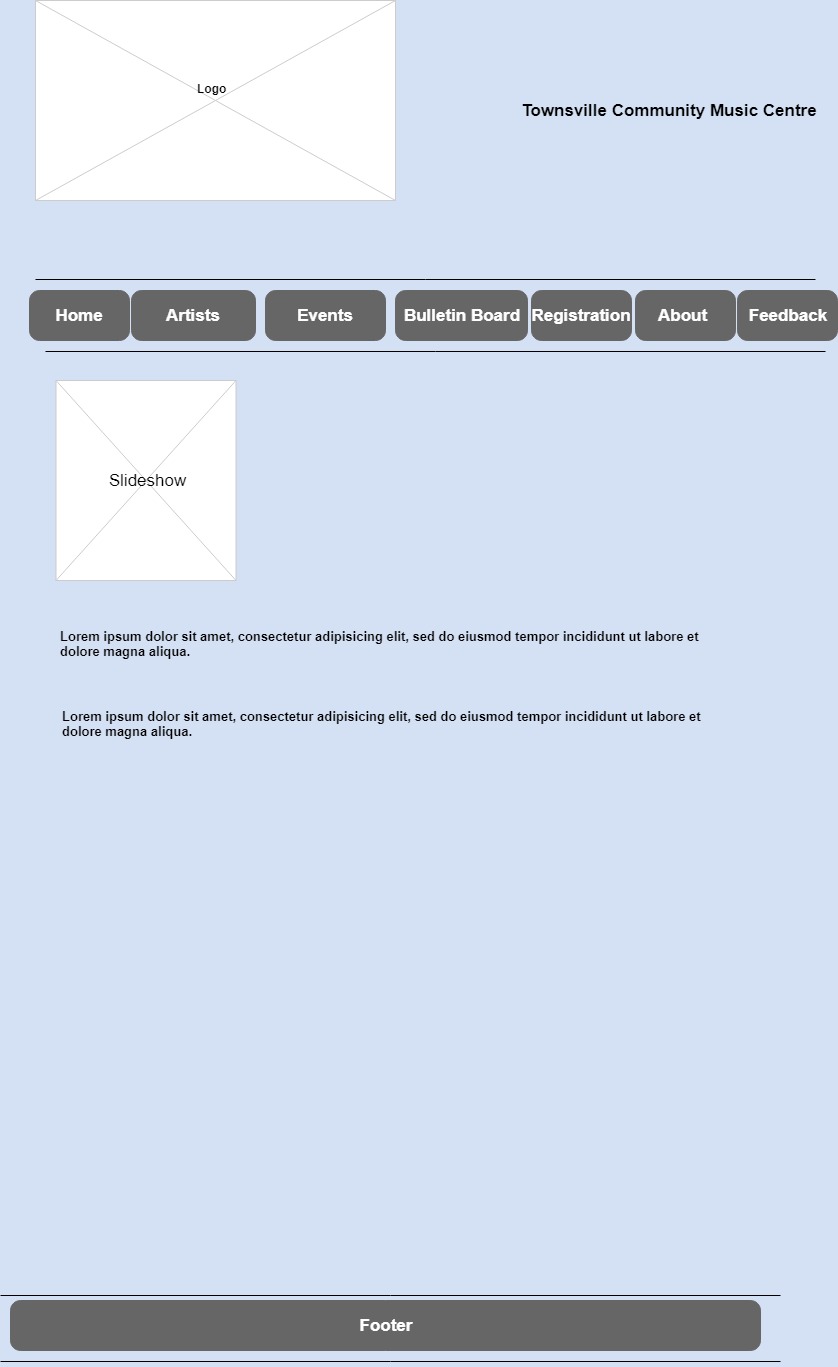 Logo
Townsville Community Music Centre
Home Artists Events Bulletin Board Registration About Feedback
Slideshow
Lorem ipsum dolor sit amet, consectetur adipisicing elit, sed do eiusmod tempor incididunt ut labore et
dolore magna aliqua.
Lorem ipsum dolor sit amet, consectetur adipisicing elit, sed do eiusmod tempor incididunt ut labore et
dolore magna aliqua.
Footer